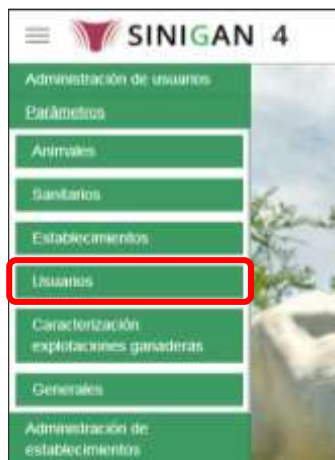 SINIGAN 4
Administración de usuarios
Parámetros
Animales
Sanitarios
Establecimientos
Usuarios
Caracterización
explotaciones ganaderas
Generales
Administración de
establecimientos